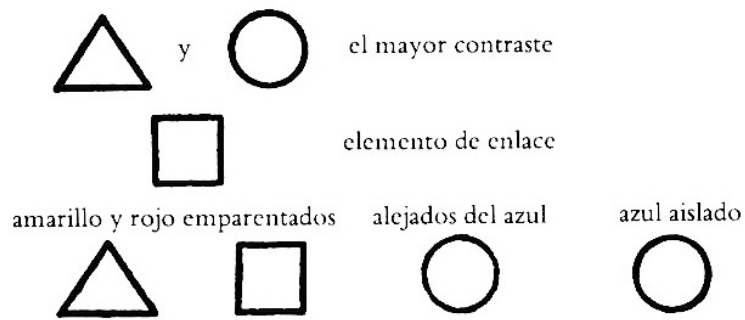 y el mayor contraste
elemento de enlace
amarillo y rojo emparentados alejados del azul azul aislado